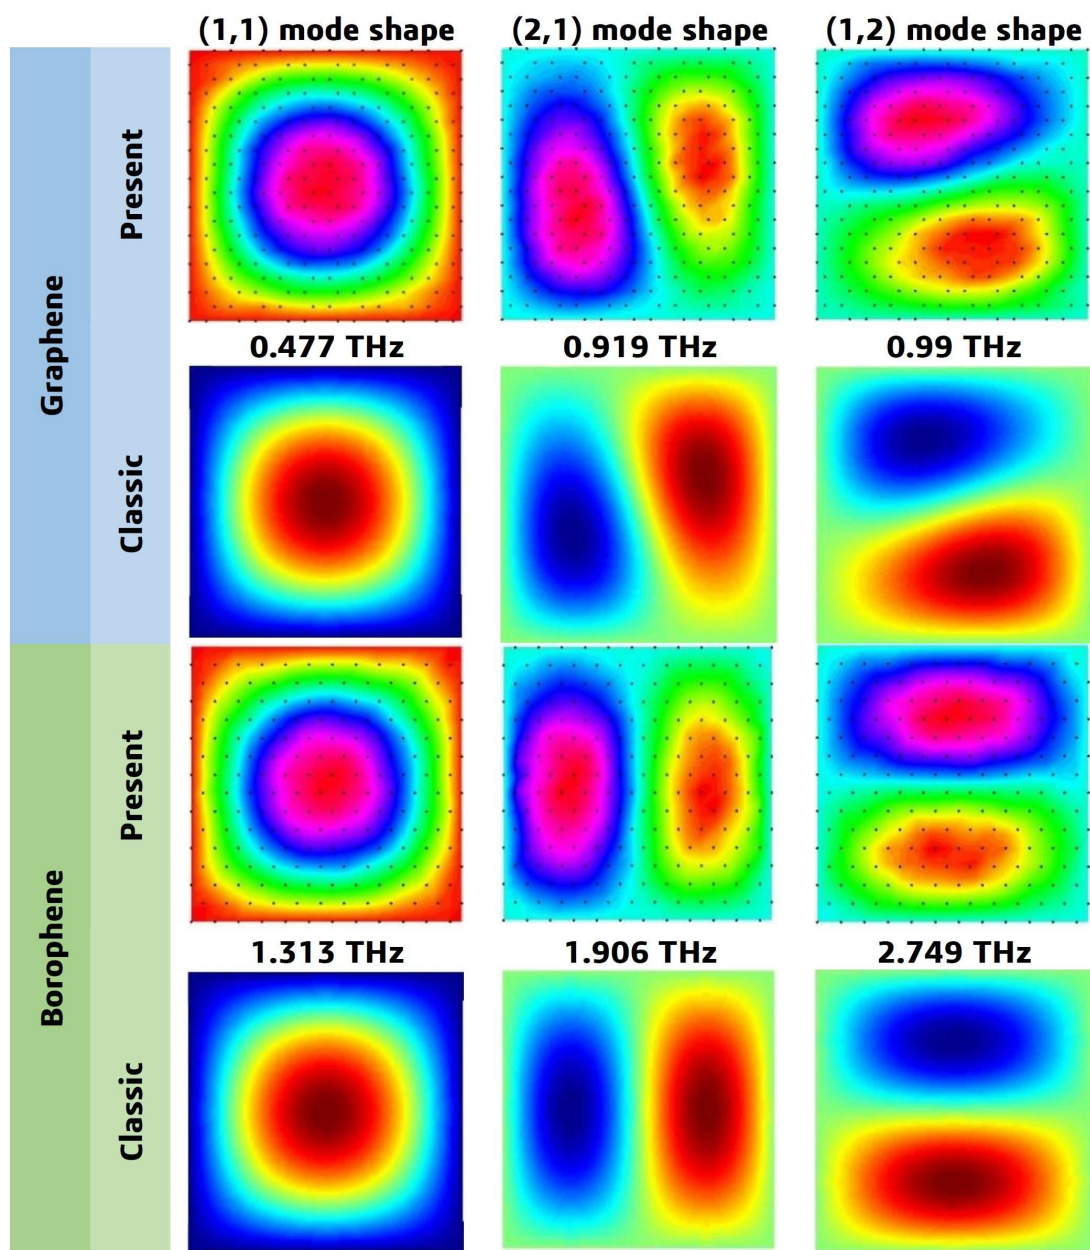 (1,1) mode shape (2,1) mode shape (1,2) mode shape
Graphene
Present
0.477 THz 0.919 THz 0.99 THz
Classic
Borophene
Present
1.313 THz 1.906 THz 2.749 THz
Classic